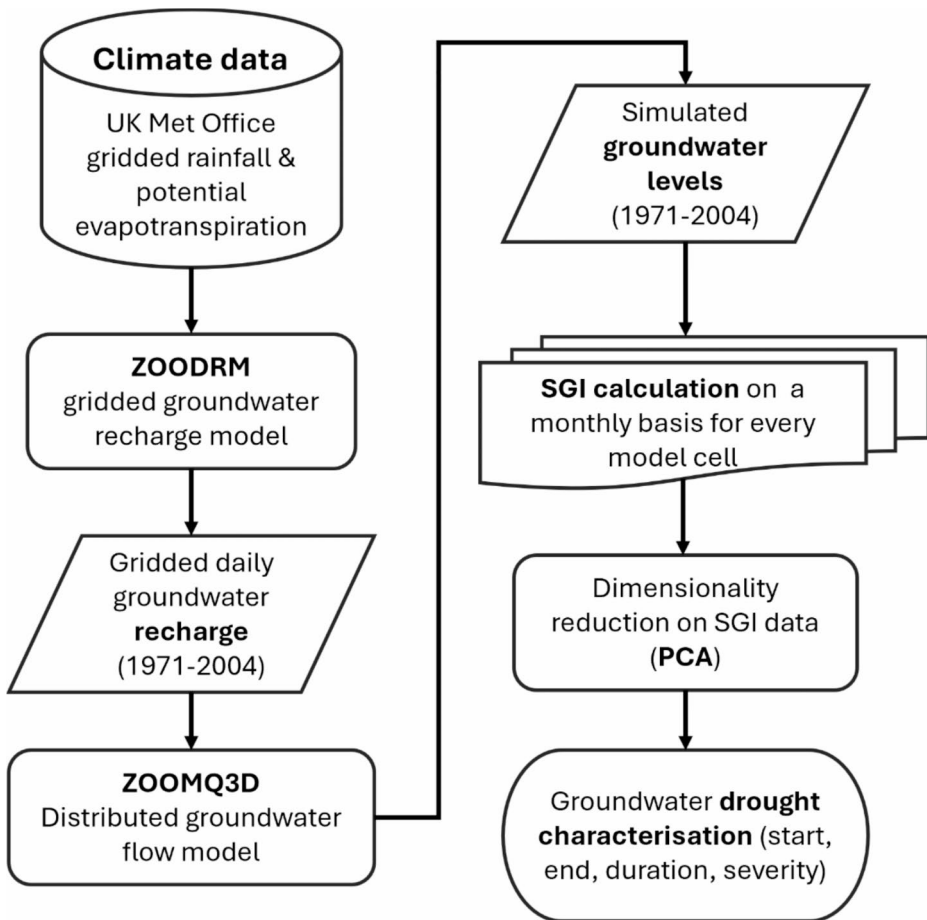 Climate data
UK Met Office
gridded rainfall &
potential
evapotranspiration
ZOODRM
gridded groundwater
recharge model
Gridded daily
groundwater
recharge
(1971-2004)
ZOOMQ3D
Distributed groundwater
flow model
Simulated
groundwater
levels
(1971-2004)
SGI calculation on a
monthly basis for every
model cell
Dimensionality
reduction on SGI data
(PCA)
Groundwater drought
characterisation (start,
end, duration, severity)